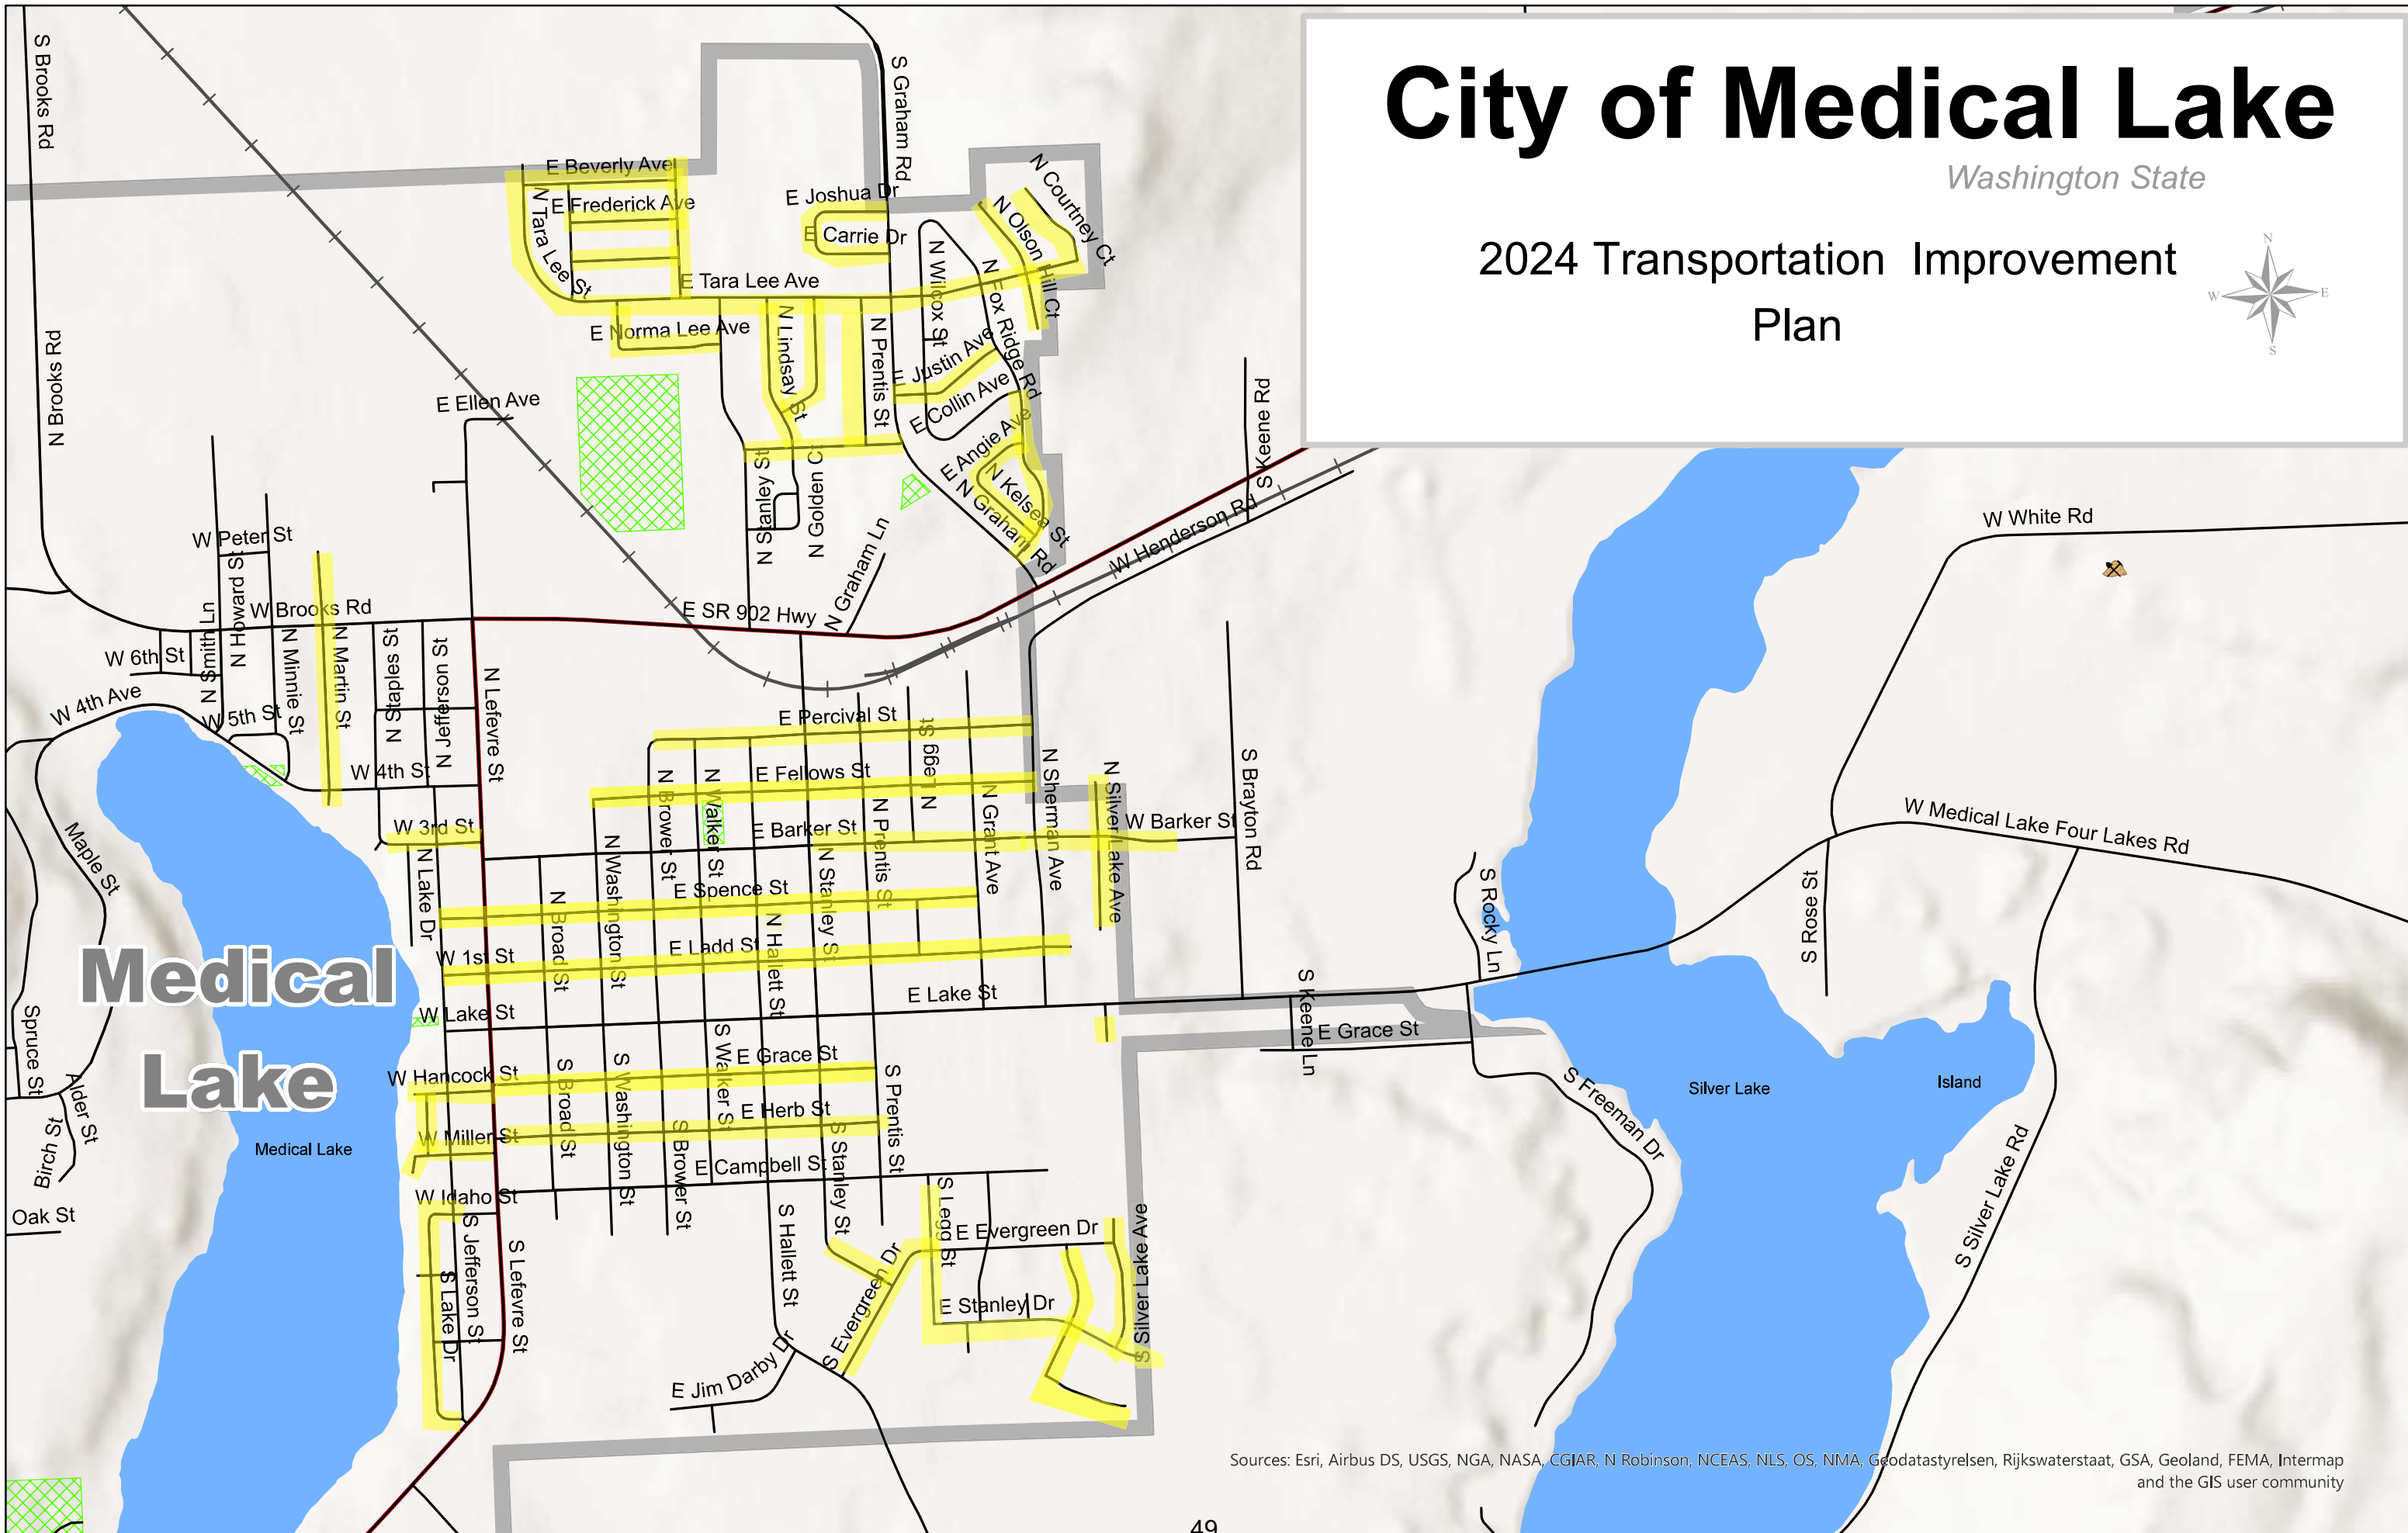 City of Medical Lake
Washington State
2024 Transportation Improvement
Plan
N
W
E
S
S Brooks Rd
N Brooks Rd
S Graham Rd
E Beverly Ave
N Tara Lee St
E Frederick Ave
E Joshua Dr
E Carrie Dr
N Courtney Ct
N Olson Hill Ct
E Tara Lee Ave
N Wilcox St
N Fox Ridge Rd
E Norma Lee Ave
N Lindsay St
N Prentis St
E Justin Ave
E Collin Ave
E Ellen Ave
E Angie Ave
N Kelsea St
E N Graham Rd
N Stanley St
N Golden Ct
N Graham Ln
S Keene Rd
W Henderson Rd
W White Rd
W Peter St
N Howard St
W Brooks Rd
E SR 902 Hwy
W 6th St
N Smith Ln
N Minnie St
N Martin St
N Staples St
N Jefferson St
N Lefevre St
W 4th Ave
W 5th St
W 4th St
E Percival St
N Legg St
E Fellows St
N Brower St
N Walker St
N Sherman Ave
N Silver Lake Ave
S Brayton Rd
W 3rd St
E Barker St
W Barker St
N Prentis St
N Grant Ave
W Medical Lake Four Lakes Rd
Maple St
N Lake Dr
N Washington St
N Stanley St
E Spence St
N Broad St
N Hallett St
S Rocky Ln
S Rose St
Medical
Lake
W 1st St
E Ladd St
W Lake St
E Lake St
S Keene Ln
E Grace St
Spruce St
Alder St
Birch St
Oak St
Medical Lake
W Hancock St
E Grace St
S Walker St
S Broad St
S Washington St
S Prentis St
W Miller St
E Herb St
S Brower St
S Stanley St
E Campbell St
W Idaho St
S Freeman Dr
Silver Lake
Island
S Silver Lake Rd
S Jefferson St
S Lake Dr
S Lefevre St
S Hallett St
S Evergreen Dr
S Legg St
E Evergreen Dr
E Stanley Dr
S Silver Lake Ave
E Jim Darby Dr
Sources: Esri, Airbus DS, USGS, NGA, NASA, CGIAR, N Robinson, NCEAS, NLS, OS, NMA, Geodatastyrelsen, Rijkswaterstaat, GSA, Geoland, FEMA, Intermap
and the GIS user community
49